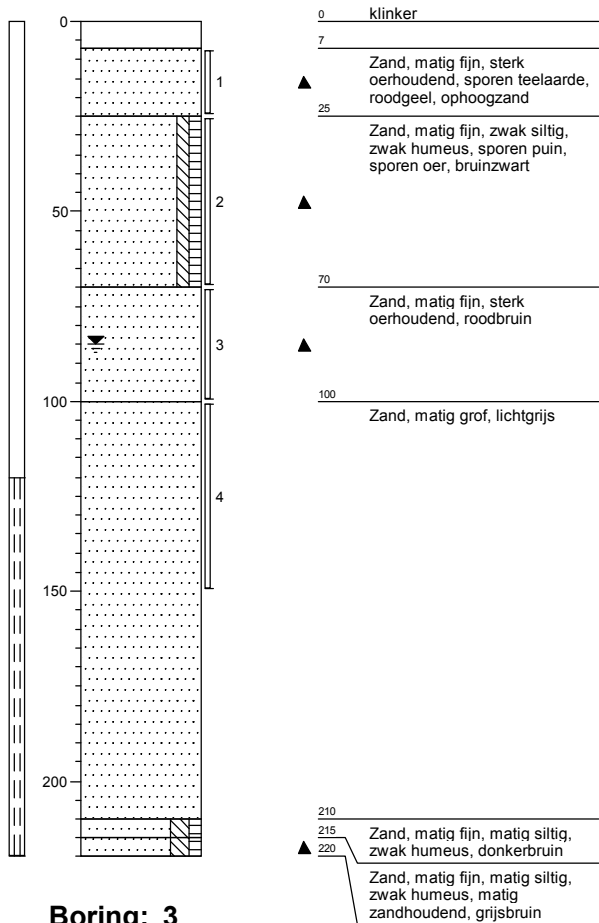 0
50
100
150
200
1
2
3
4
0 klinker
7
Zand, matig fijn, sterk
oerhoudend, sporen teelaarde,
roodgeel, ophoogzand
25
Zand, matig fijn, zwak siltig,
zwak humeus, sporen puin,
sporen oer, bruinzwart
70
Zand, matig fijn, sterk
oerhoudend, roodbruin
100
Zand, matig grof, lichtgrijs
210
215 Zand, matig fijn, matig siltig,
zwak humeus, donkerbruin
220
Zand, matig fijn, matig siltig,
zwak humeus, matig
zandhoudend, grijsbruin
Boring: 3